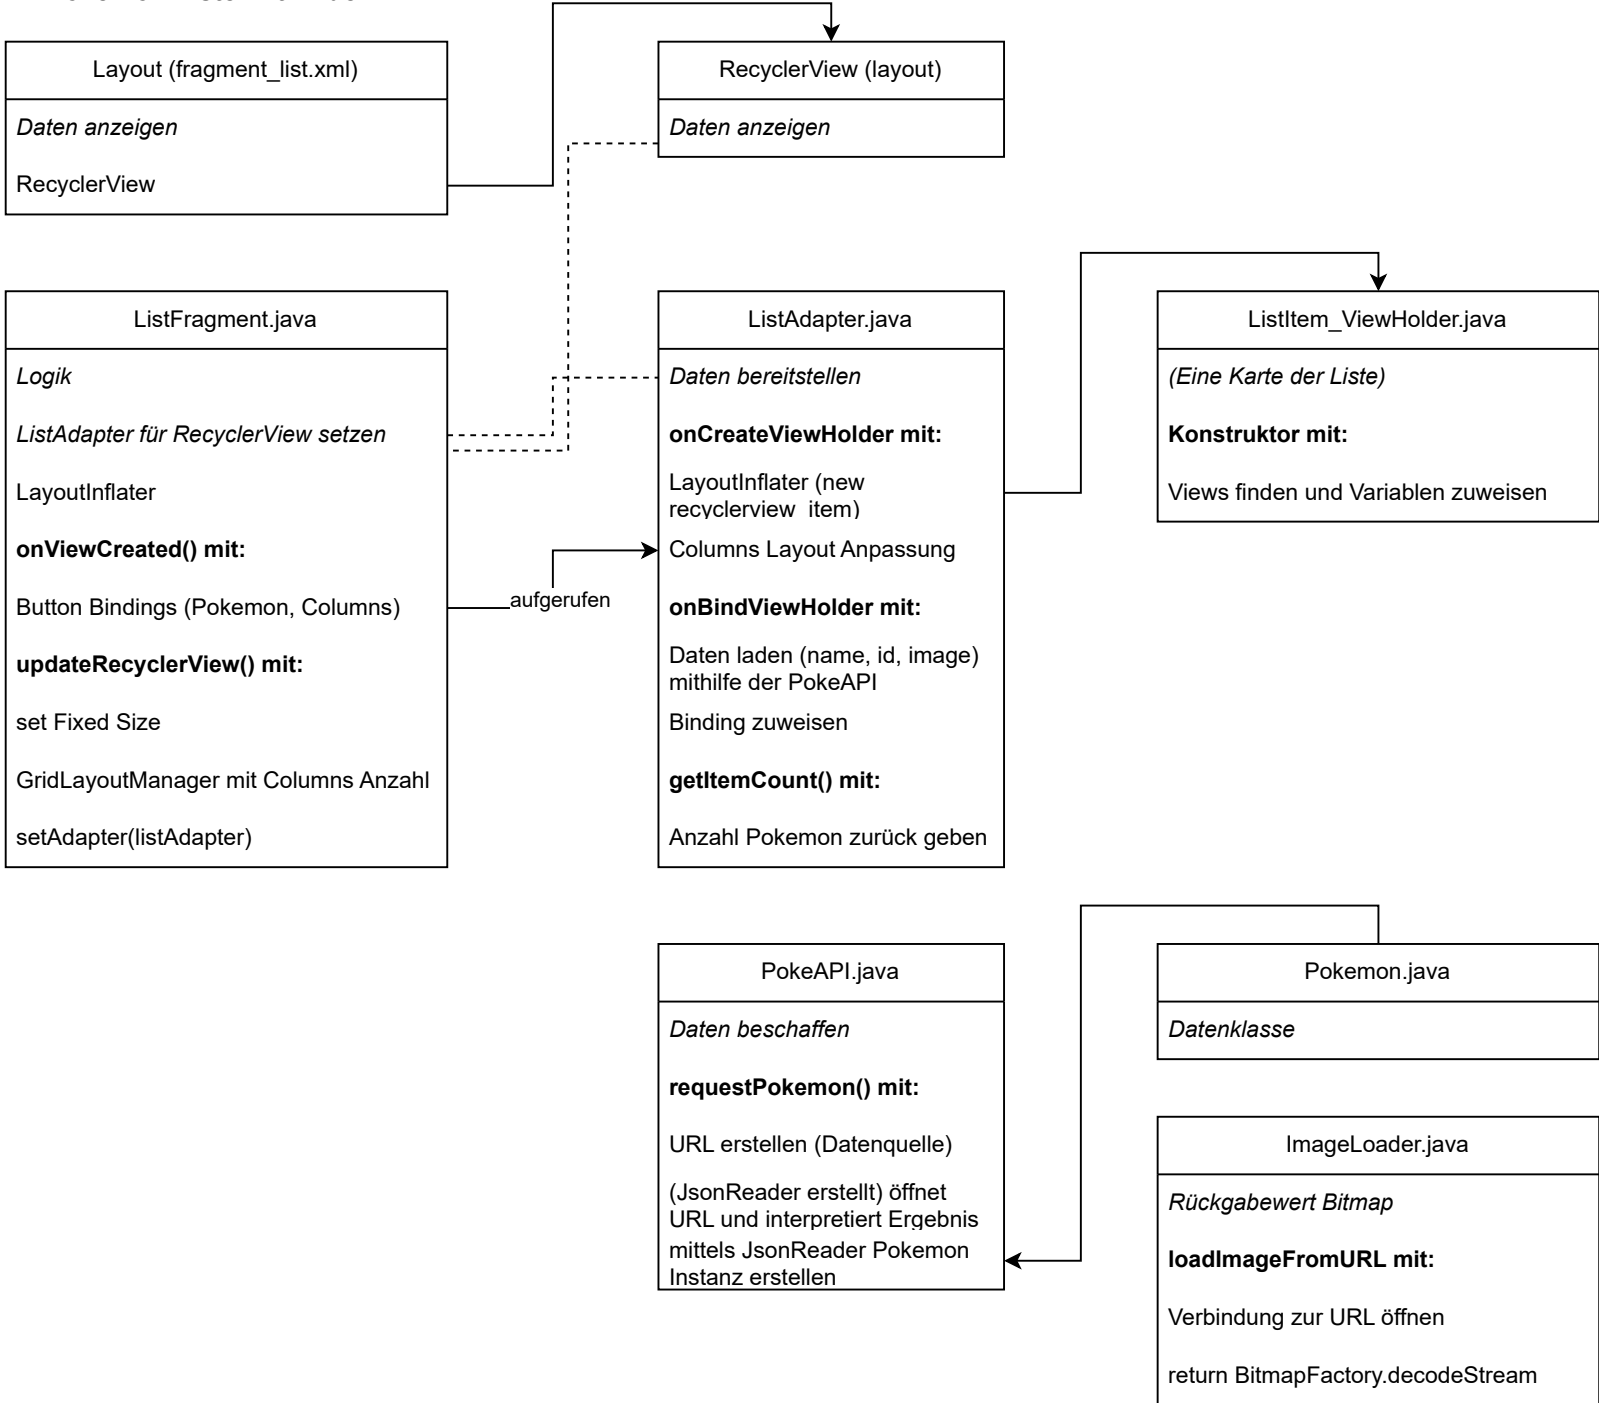 Layout (fragment_list.xml)
Daten anzeigen
RecyclerView
RecyclerView (layout)
Daten anzeigen
ListFragment.java
Logik
ListAdapter für RecyclerView setzen
LayoutInflater
onViewCreated() mit:
Button Bindings (Pokemon, Columns)
updateRecyclerView() mit:
set Fixed Size
GridLayoutManager mit Columns Anzahl
setAdapter(listAdapter)
aufgerufen
ListAdapter.java
Daten bereitstellen
onCreateViewHolder mit:
LayoutInflater (new
recyclerview_item)
Columns Layout Anpassung
onBindViewHolder mit:
Daten laden (name, id, image)
mithilfe der PokeAPI
Binding zuweisen
getItemCount() mit:
Anzahl Pokemon zurück geben
ListItem_ViewHolder.java
(Eine Karte der Liste)
Konstruktor mit:
Views finden und Variablen zuweisen
PokeAPI.java
Daten beschaffen
requestPokemon() mit:
URL erstellen (Datenquelle)
(JsonReader erstellt) öffnet
URL und interpretiert Ergebnis
mittels JsonReader Pokemon
Instanz erstellen
Pokemon.java
Datenklasse
ImageLoader.java
Rückgabewert Bitmap
loadImageFromURL mit:
Verbindung zur URL öffnen
return BitmapFactory.decodeStream